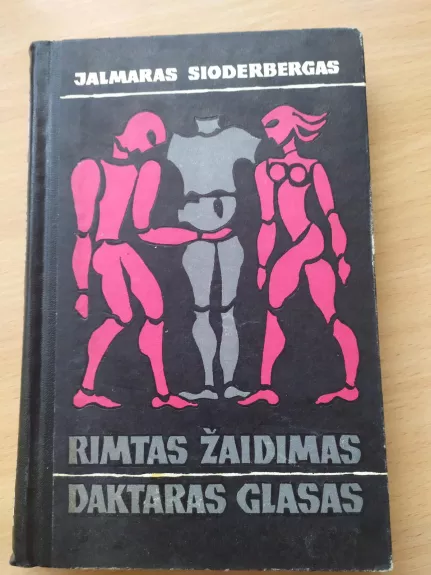 JALMARAS SIODERBERGAS
RIMTAS ŽAIDIMAS
DAKTARAS GLASAS